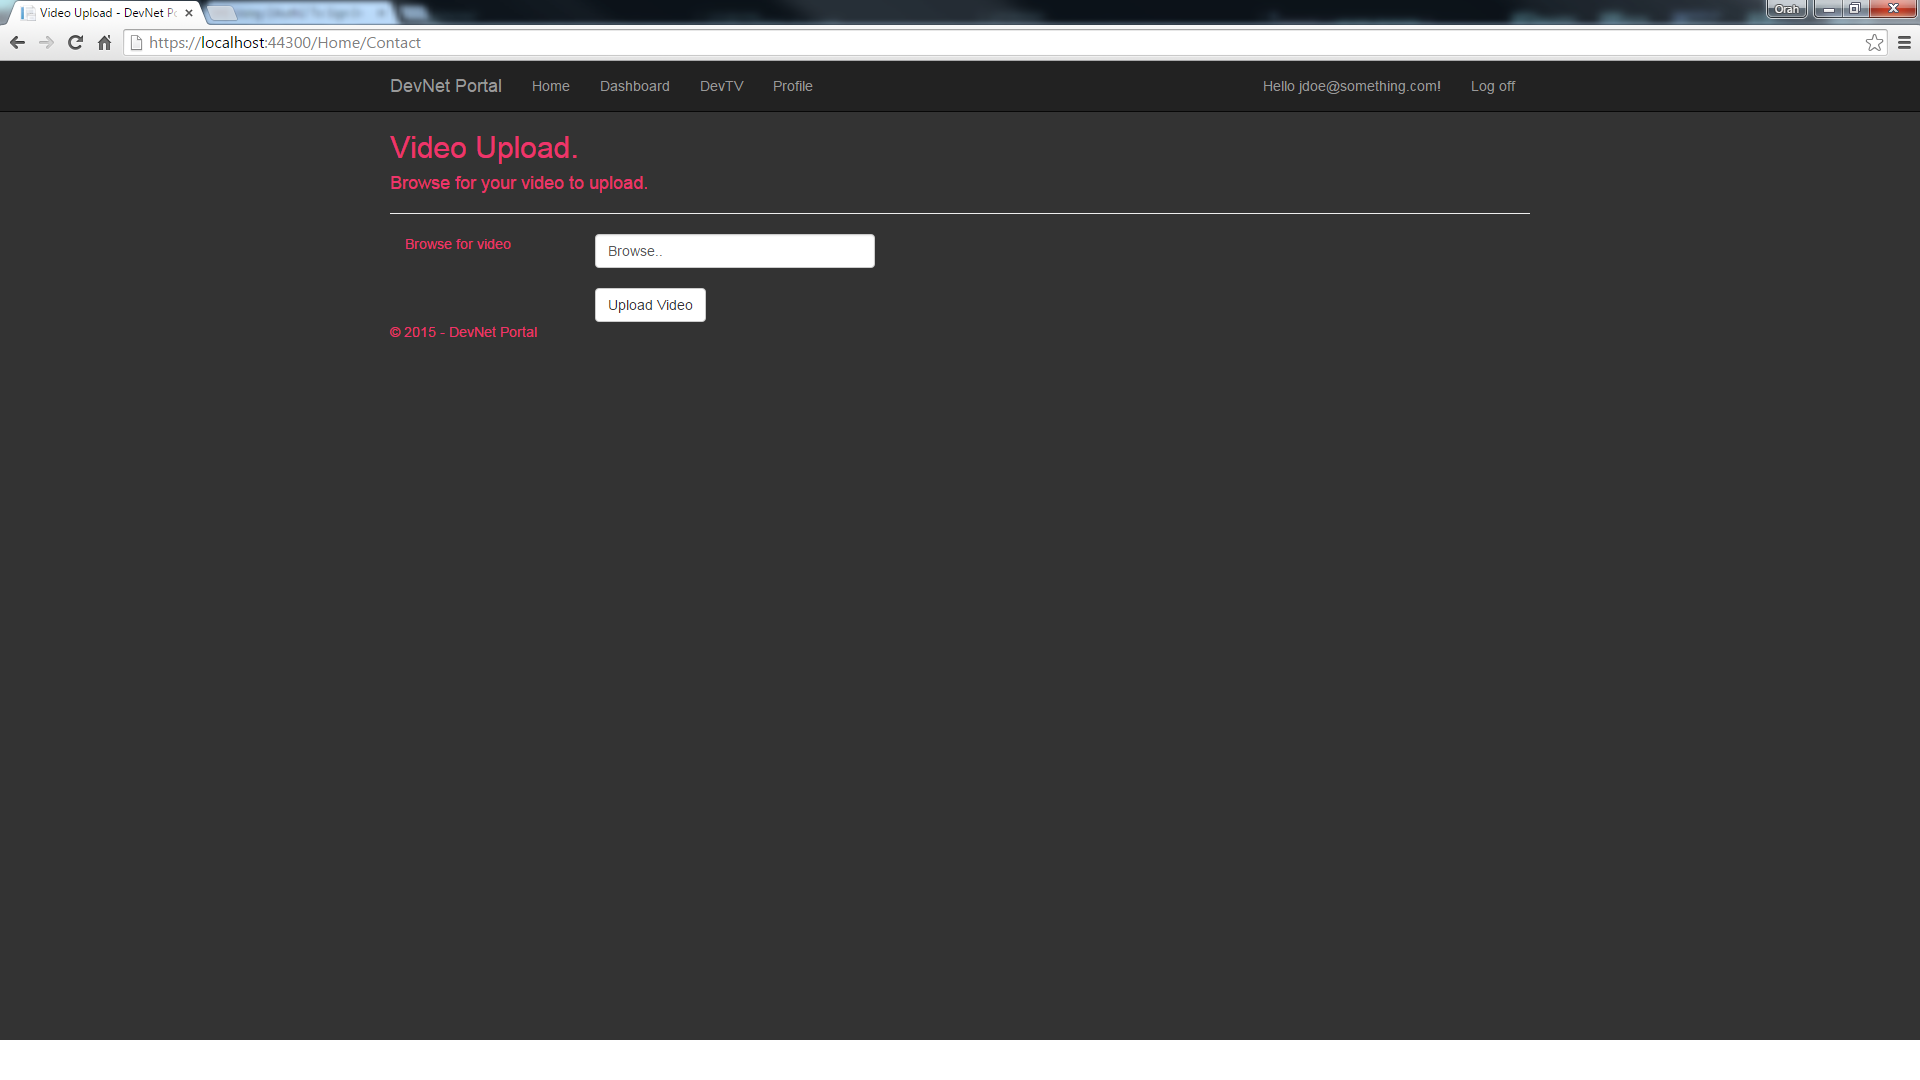 Video Upload - DevNet P
Orah
https://localhost:44300/Home/Contact
DevNet Portal Home Dashboard DevTV Profile Hello jdoe@something.com! Log off
Video Upload.
Browse for your video to upload.
Browse for video Browse..
Upload Video
© 2015 - DevNet Portal